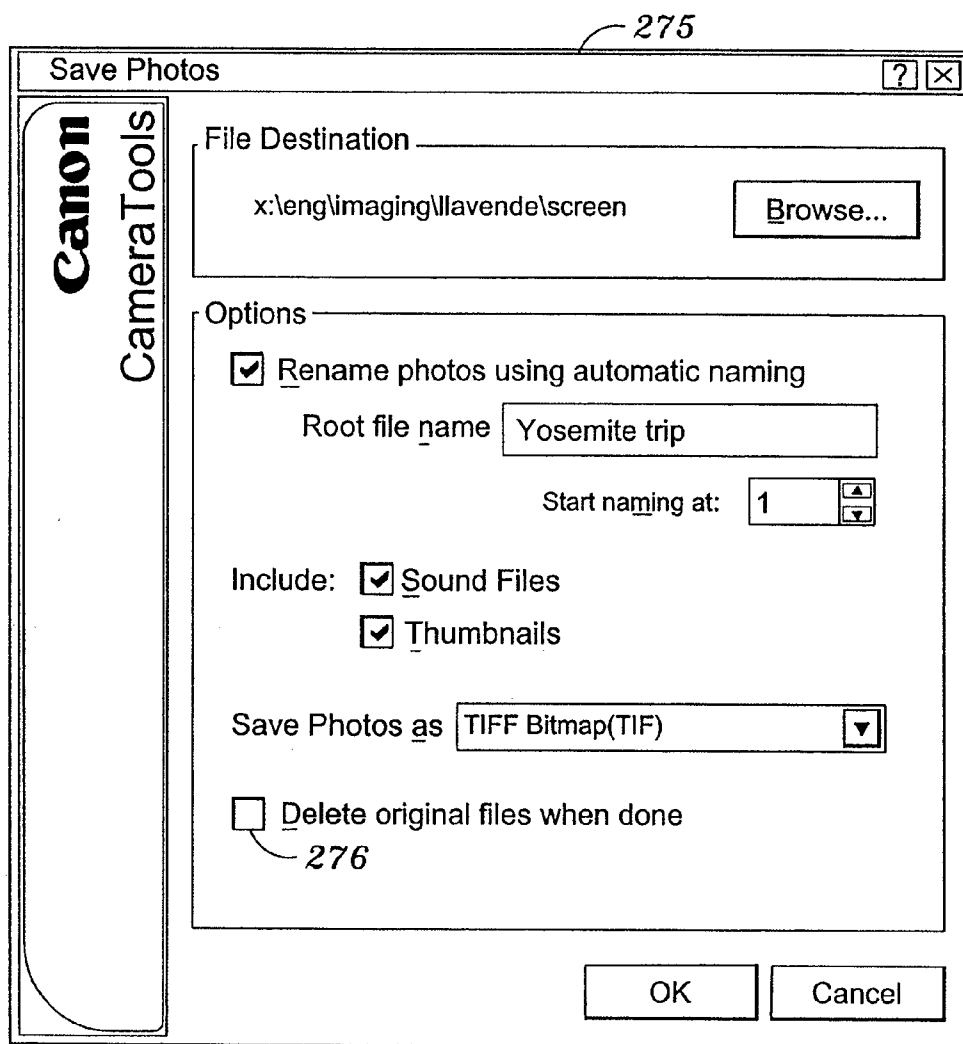 275
Save Photos ? X
Canon
CameraTools
File Destination
x:\eng\imaging\llavende\screen Browse...
Options
Rename photos using automatic naming
Root file name Yosemite trip
Start naming at: 1
Include: Sound Files
Thumbnails
Save Photos as TIFF Bitmap(TIF)
Delete original files when done
276
OK Cancel